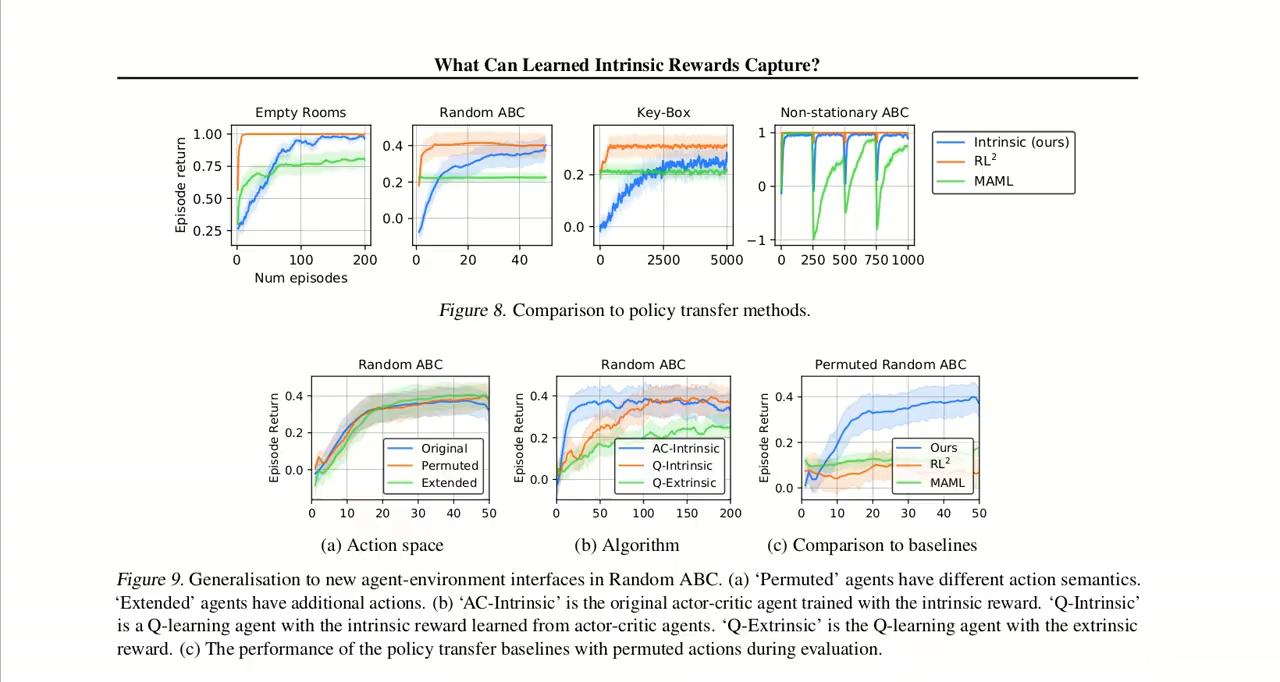 What Can Learned Intrinsic Rewards Capture?
Empty Rooms
Random ABC
Key-Box
Non-stationary ABC
Episode return
1.00
0.75
0.50
0.25
0
100
200
Num episodes
0.4
0.2
0.0
0
20
40
0.2
0.0
0
2500
5000
1
0
−1
0
250
500
750
1000
Intrinsic (ours)
RL²
MAML
Figure 8. Comparison to policy transfer methods.
Random ABC
Random ABC
Permuted Random ABC
Episode Return
0.4
0.2
0.0
0
10
20
30
40
50
Original
Permuted
Extended
Episode Return
0.4
0.2
0.0
0
50
100
150
200
AC-Intrinsic
Q-Intrinsic
Q-Extrinsic
Episode Return
0.4
0.2
0.0
0
10
20
30
40
50
Ours
RL²
MAML
(a) Action space
(b) Algorithm
(c) Comparison to baselines
Figure 9. Generalisation to new agent-environment interfaces in Random ABC. (a) ‘Permuted’ agents have different action semantics.
‘Extended’ agents have additional actions. (b) ‘AC-Intrinsic’ is the original actor-critic agent trained with the intrinsic reward. ‘Q-Intrinsic’
is a Q-learning agent with the intrinsic reward learned from actor-critic agents. ‘Q-Extrinsic’ is the Q-learning agent with the extrinsic
reward. (c) The performance of the policy transfer baselines with permuted actions during evaluation.